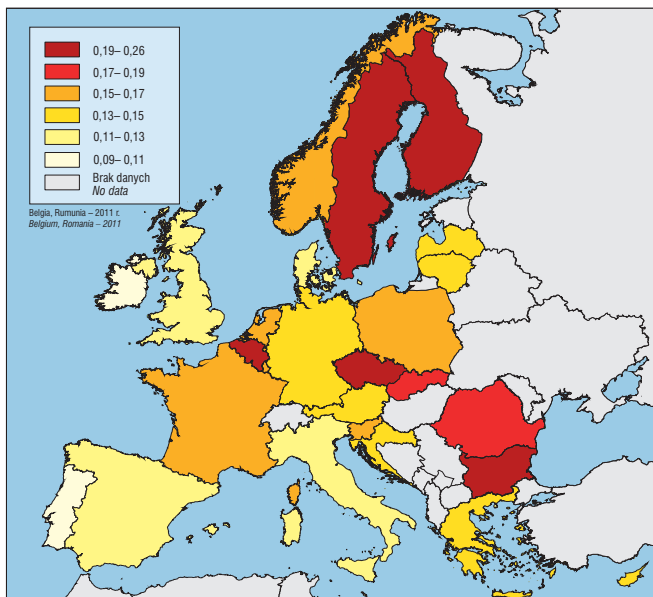 0,19– 0,26
0,17– 0,19
0,15– 0,17
0,13– 0,15
0,11– 0,13
0,09– 0,11
Brak danych
No data
Belgia, Rumunia – 2011 r.
Belgium, Romania – 2011